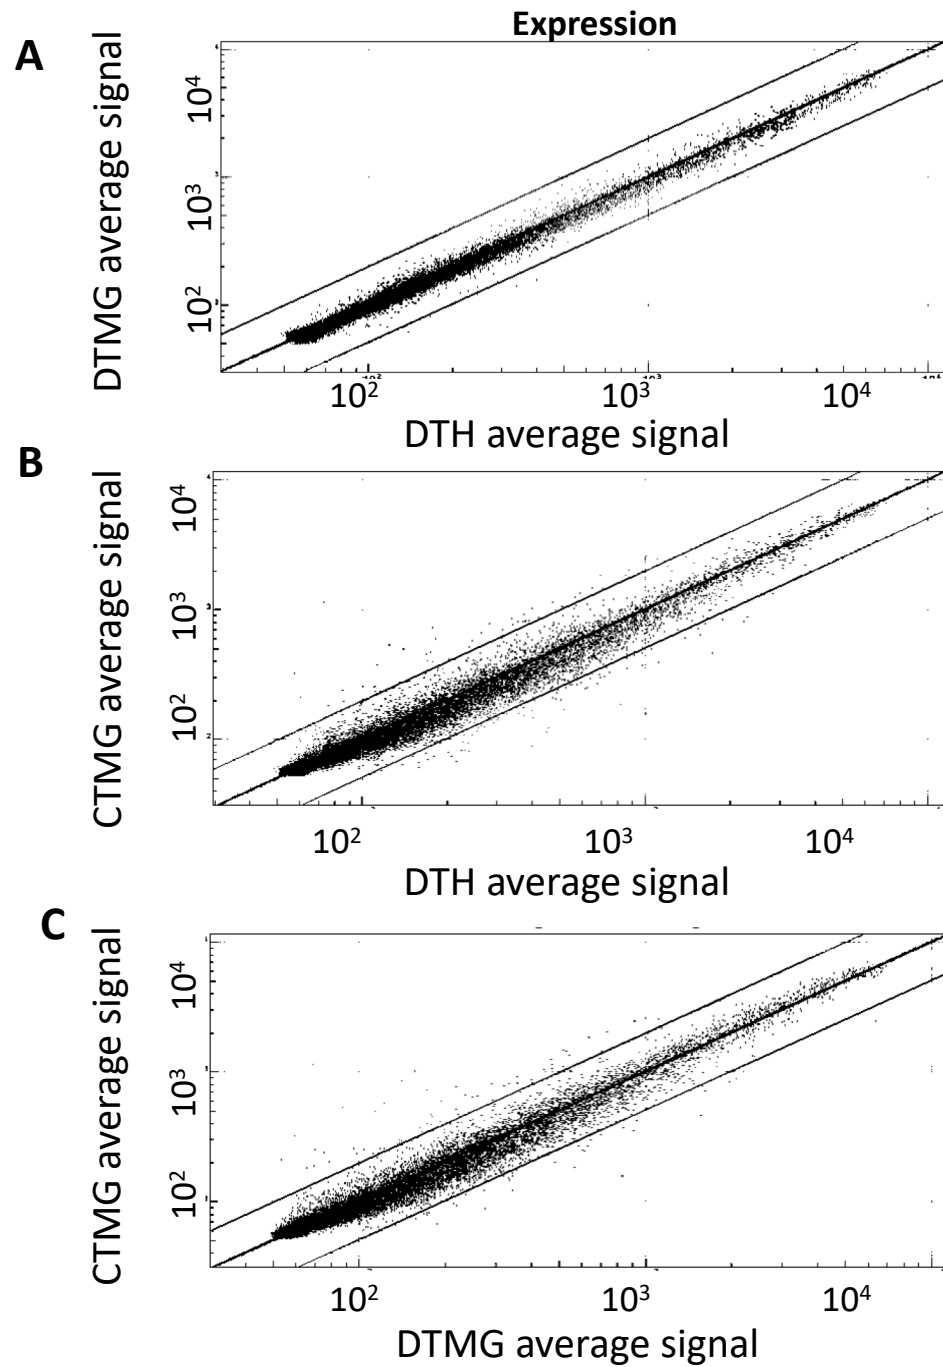 Expression
A
DTMG average signal
10⁴
10³
10²
10² 10³ 10⁴
DTH average signal
B
CTMG average signal
10⁴
10³
10²
10² 10³ 10⁴
DTH average signal
C
CTMG average signal
10⁴
10³
10²
10² 10³ 10⁴
DTMG average signal